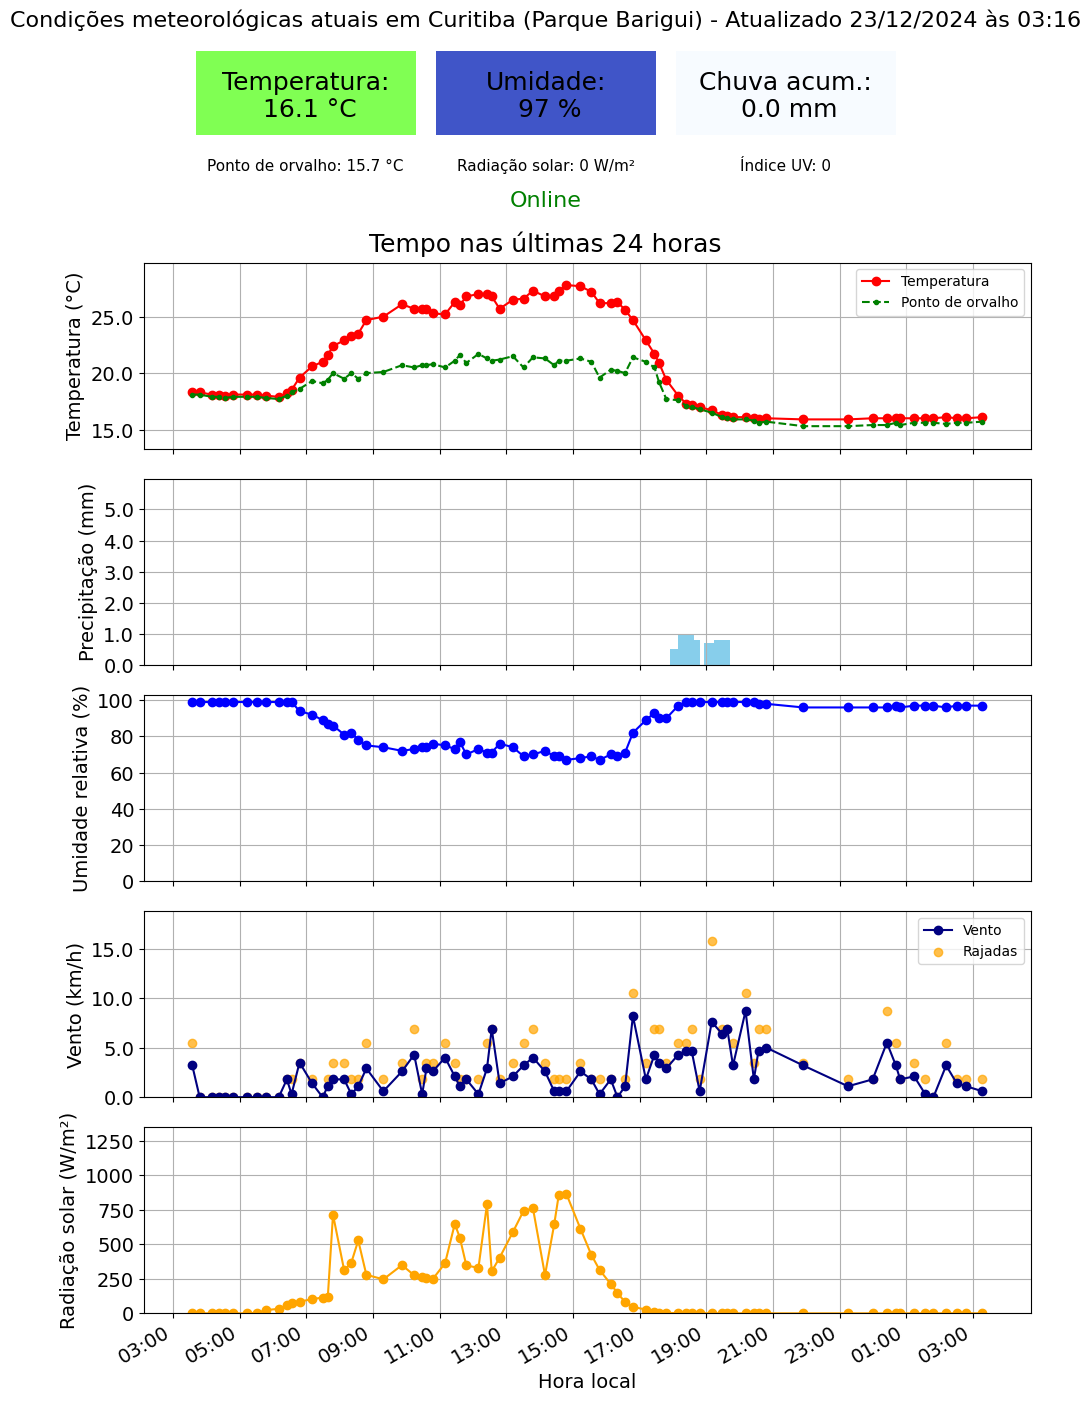 Condições meteorológicas atuais em Curitiba (Parque Barigui) - Atualizado 23/12/2024 às 03:16
Temperatura:
16.1 °C
Umidade:
97 %
Chuva acum.:
0.0 mm
Ponto de orvalho: 15.7 °C
Radiação solar: 0 W/m²
Índice UV: 0
Online
Tempo nas últimas 24 horas
Temperatura (°C)
25.0
20.0
15.0
Temperatura
Ponto de orvalho
Precipitação (mm)
5.0
4.0
3.0
2.0
1.0
0.0
Umidade relativa (%)
100
80
60
40
20
0
Vento (km/h)
15.0
10.0
5.0
0.0
Vento
Rajadas
Radiação solar (W/m²)
1250
1000
750
500
250
0
03:00
05:00
07:00
09:00
11:00
13:00
15:00
17:00
19:00
21:00
23:00
01:00
03:00
Hora local